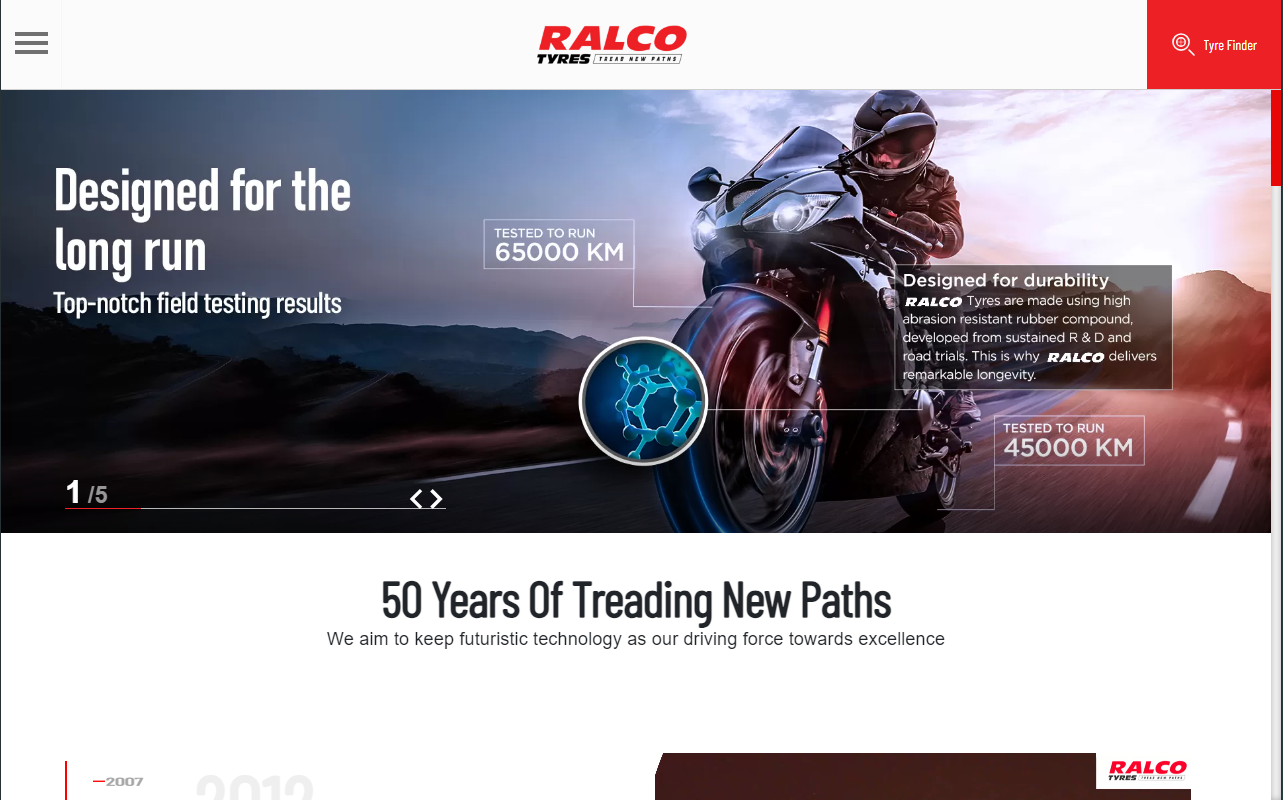 RALCO
TYRES TREAD NEW PATHS
Tyre Finder
Designed for the
long run
Top-notch field testing results
TESTED TO RUN
65000 KM
Designed for durability
RALCO Tyres are made using high
abrasion resistant rubber compound,
developed from sustained R & D and
road trials. This is why RALCO delivers
remarkable longevity.
TESTED TO RUN
45000 KM
1 /5
50 Years Of Treading New Paths
We aim to keep futuristic technology as our driving force towards excellence
2007
2012
RALCO
TYRES TREAD NEW PATHS